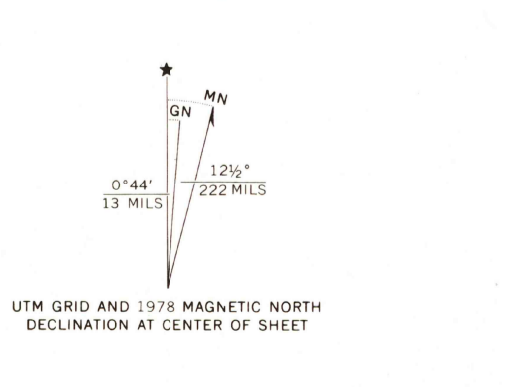 ★
MN
GN
12½°
222 MILS
0°44'
13 MILS
UTM GRID AND 1978 MAGNETIC NORTH
DECLINATION AT CENTER OF SHEET